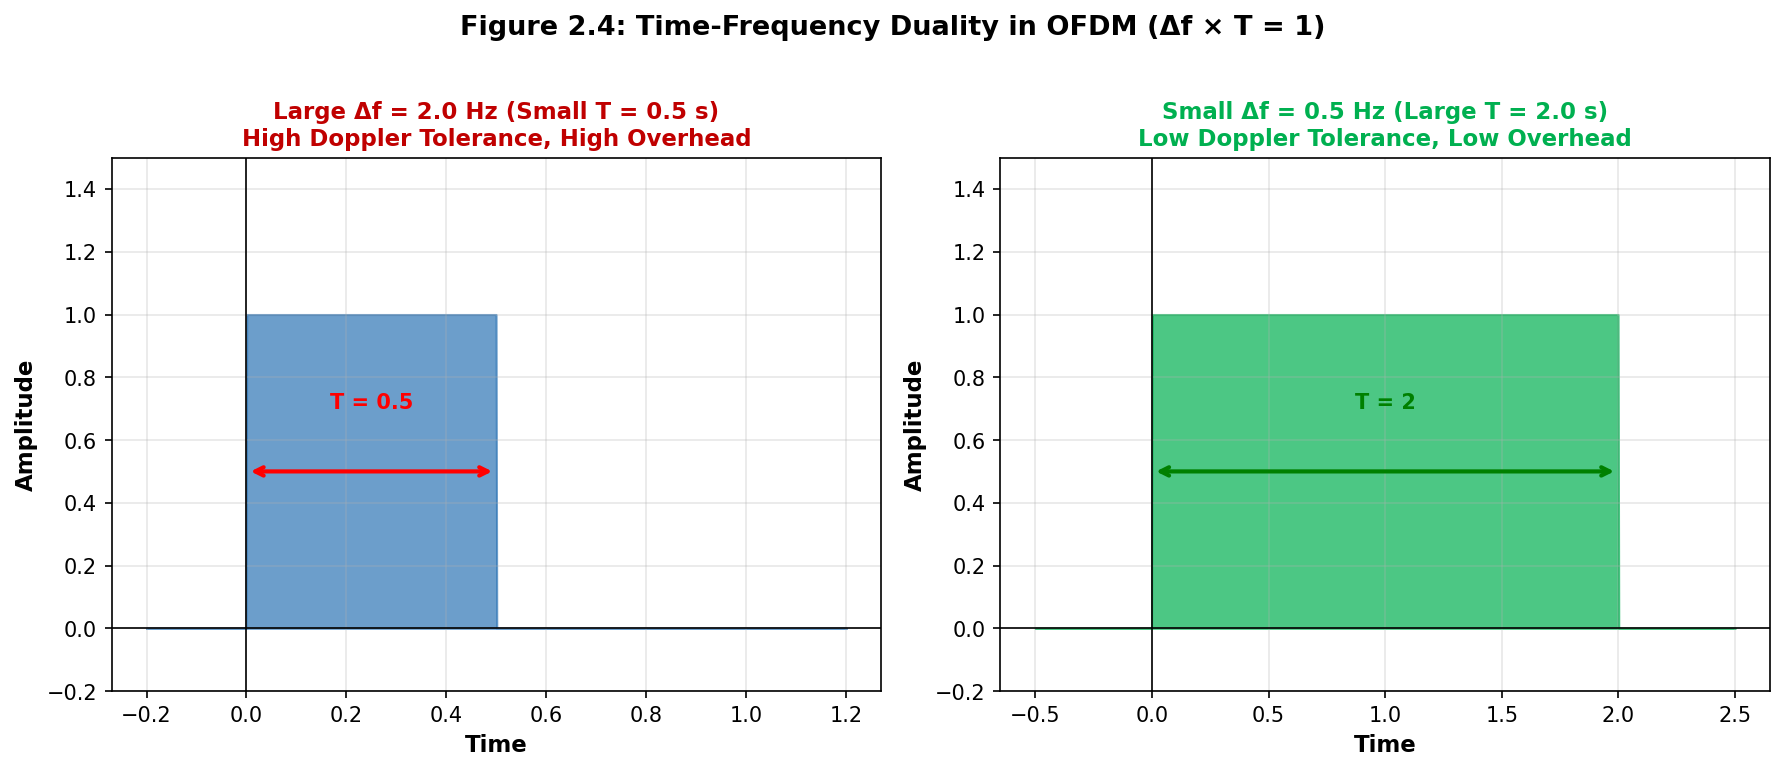 Figure 2.4: Time-Frequency Duality in OFDM (Δf × T = 1)
Large Δf = 2.0 Hz (Small T = 0.5 s)
High Doppler Tolerance, High Overhead
1.4
1.2
1.0
0.8
0.6
0.4
0.2
0.0
−0.2
Amplitude
T = 0.5
−0.2 0.0 0.2 0.4 0.6 0.8 1.0 1.2
Time
Small Δf = 0.5 Hz (Large T = 2.0 s)
Low Doppler Tolerance, Low Overhead
1.4
1.2
1.0
0.8
0.6
0.4
0.2
0.0
−0.2
Amplitude
T = 2
−0.5 0.0 0.5 1.0 1.5 2.0 2.5
Time